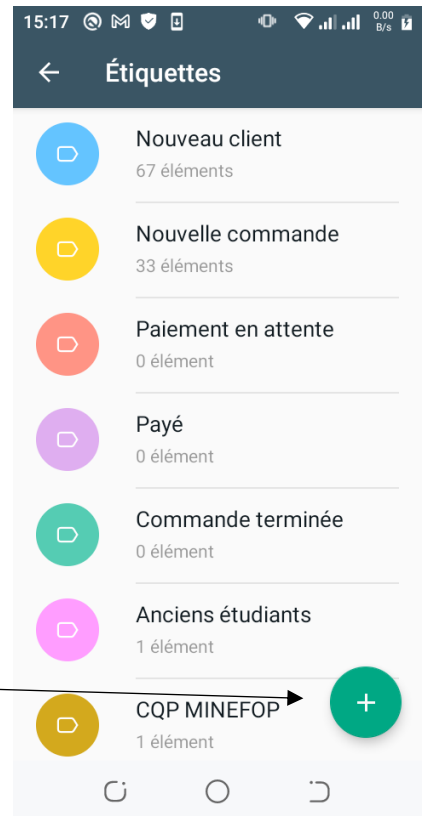 15:17 0.00 B/s
Étiquettes
Nouveau client
67 éléments
Nouvelle commande
33 éléments
Paiement en attente
0 élément
Payé
0 élément
Commande terminée
0 élément
Anciens étudiants
1 élément
CQP MINEFOP
1 élément